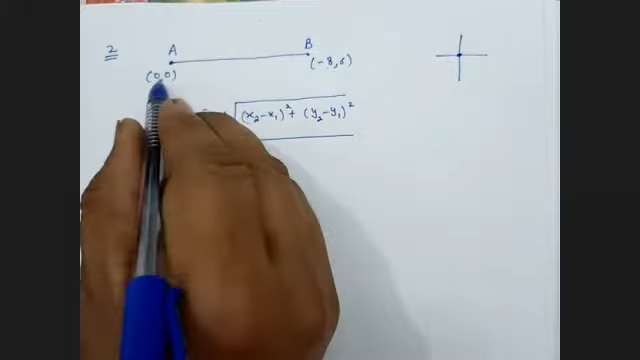 2
A B
(0,0) (-8,6)
√(x₂-x₁)² + (y₂-y₁)²